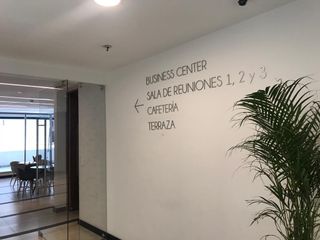 BUSINESS CENTER
SALA DE REUNIONES 1, 2 y 3
CAFETERÍA
TERRAZA